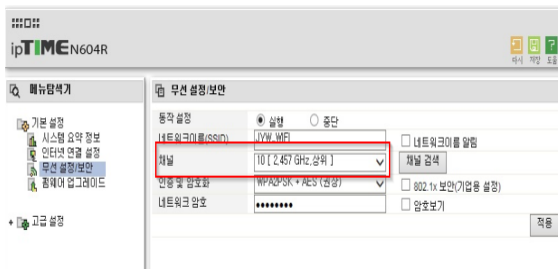 ipTIME N604R
메뉴탐색기
기본 설정
시스템 요약 정보
인터넷 연결 설정
무선 설정/보안
펌웨어 업그레이드
고급 설정
무선 설정/보안
동작 설정 실행 중단
네트워크이름(SSID) JYW_WIFI 네트워크이름 알림
채널 10 [ 2,457 GHz,상위 ] 채널 검색
인증 및 암호화 WPA2PSK + AES (권장) 802.1x 보안(기업용 설정)
네트워크 암호 ●●●●●●●● 암호보기
적용